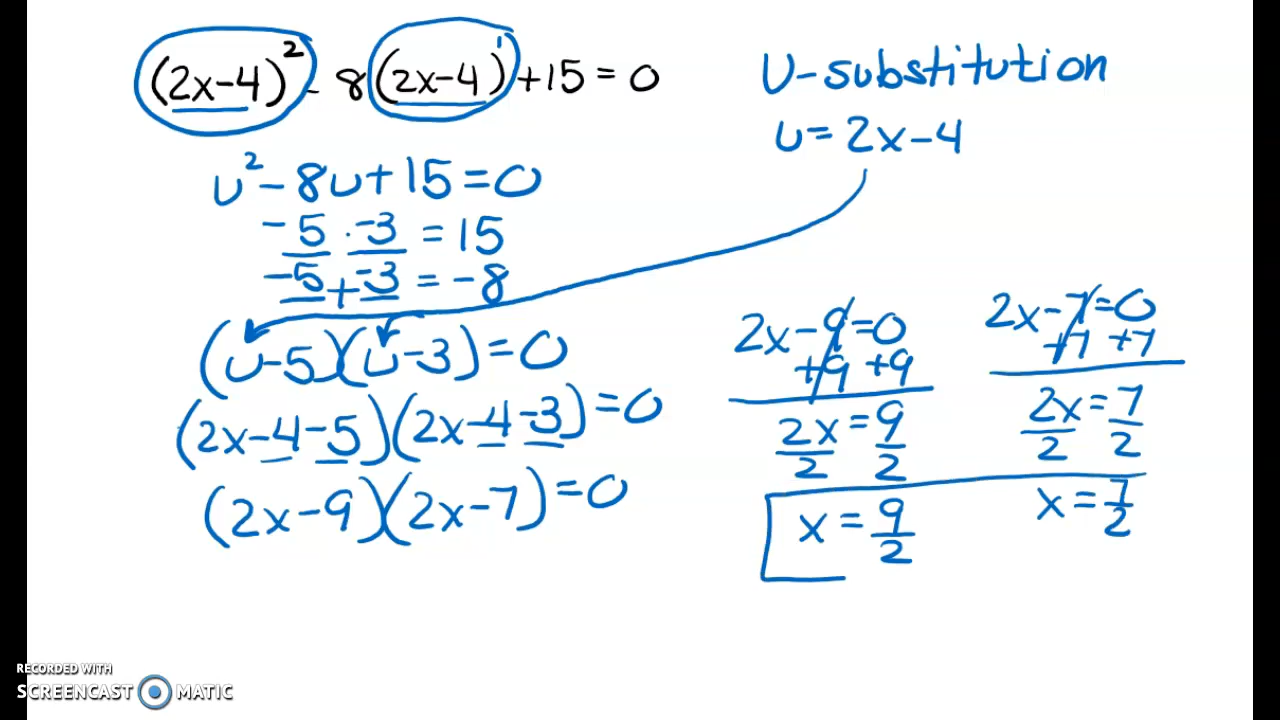 (2x-4)² - 8(2x-4)¹ +15 = 0
U-substitution
u = 2x-4
u² - 8u + 15 = 0
-5 · -3 = 15
-5 + -3 = -8
(u-5)(u-3) = 0
(2x-4-5)(2x-4-3) = 0
(2x-9)(2x-7) = 0
2x-9=0
+9 +9
2x = 9
2 2
x = 9/2
2x-7=0
+7 +7
2x = 7
2 2
x = 7/2
RECORDED WITH
SCREENCAST MATIC